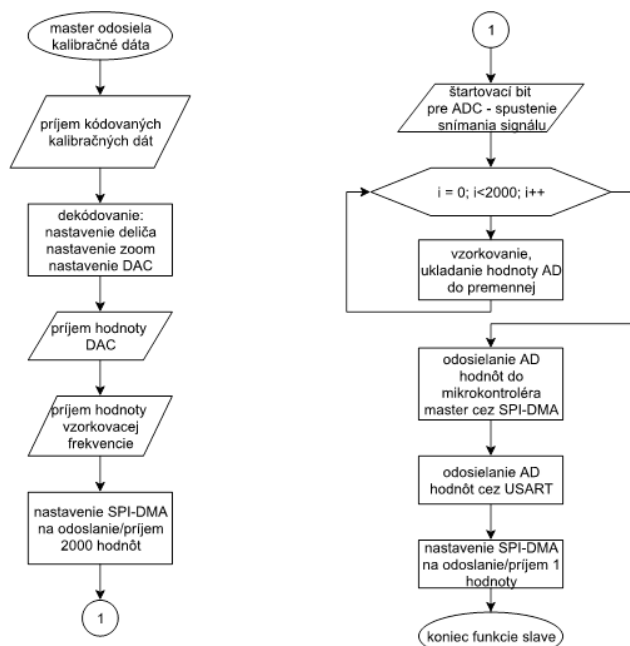 master odosiela
kalibračné dáta
príjem kódovaných
kalibračných dát
dekódovanie:
nastavenie deliča
nastavenie zoom
nastavenie DAC
príjem hodnoty
DAC
príjem hodnoty
vzorkovacej
frekvencie
nastavenie SPI-DMA
na odoslanie/príjem
2000 hodnôt
1
1
štartovací bit
pre ADC - spustenie
snímania signálu
i = 0; i<2000; i++
vzorkovanie,
ukladanie hodnoty AD
do premennej
odosielanie AD
hodnôt do
mikrokontroléra
master cez SPI-DMA
odosielanie AD
hodnôt cez USART
nastavenie SPI-DMA
na odoslanie/príjem 1
hodnoty
koniec funkcie slave